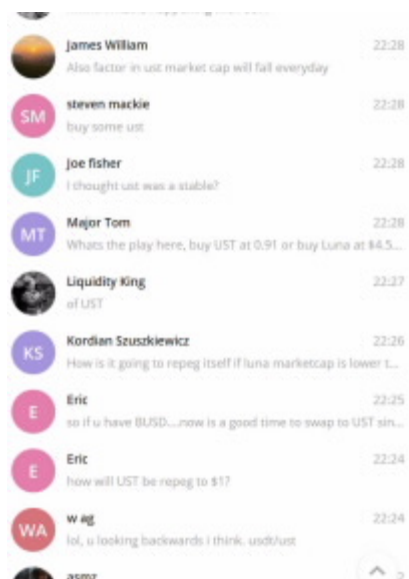 James William 22:28
Also factor in ust market cap will fall everyday
SM
steven mackie 22:28
buy some ust
JF
Joe fisher 22:28
I thought ust was a stable?
MT
Major Tom 22:28
Whats the play here, buy UST at 0.91 or buy Luna at $4.5...
Liquidity King 22:27
of UST
KS
Kordian Szuszkiewicz 22:26
How is it going to repeg itself if luna marketcap is lower t...
E
Eric 22:25
so if u have BUSD....now is a good time to swap to UST sin...
E
Eric 22:24
how will UST be repeg to $1?
WA
w ag 22:24
lol, u looking backwards i think. usdt/ust
asmz